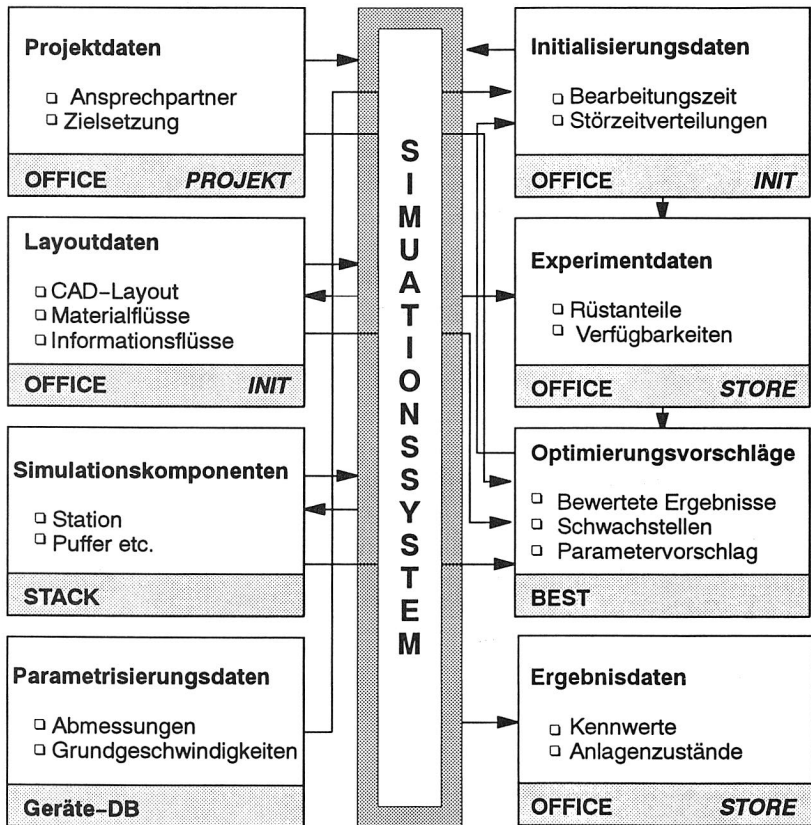 Projektdaten
❑ Ansprechpartner
❑ Zielsetzung
OFFICE PROJEKT
Layoutdaten
❑ CAD–Layout
❑ Materialflüsse
❑ Informationsflüsse
OFFICE INIT
Simulationskomponenten
❑ Station
❑ Puffer etc.
STACK
Parametrisierungsdaten
❑ Abmessungen
❑ Grundgeschwindigkeiten
Geräte–DB
SIMUATIONSSYSTEM
Initialisierungsdaten
❑ Bearbeitungszeit
❑ Störzeitverteilungen
OFFICE INIT
Experimentdaten
❑ Rüstanteile
❑ Verfügbarkeiten
OFFICE STORE
Optimierungsvorschläge
❑ Bewertete Ergebnisse
❑ Schwachstellen
❑ Parametervorschlag
BEST
Ergebnisdaten
❑ Kennwerte
❑ Anlagenzustände
OFFICE STORE